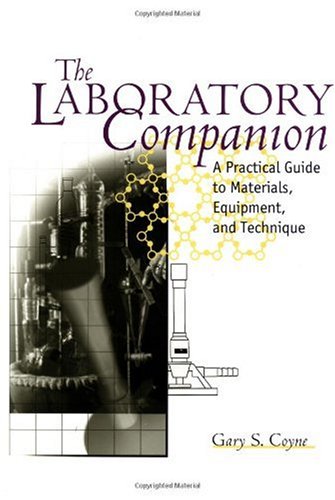 The
LABORATORY
Companion
A Practical Guide
to Materials,
Equipment,
and Technique
Gary S. Coyne